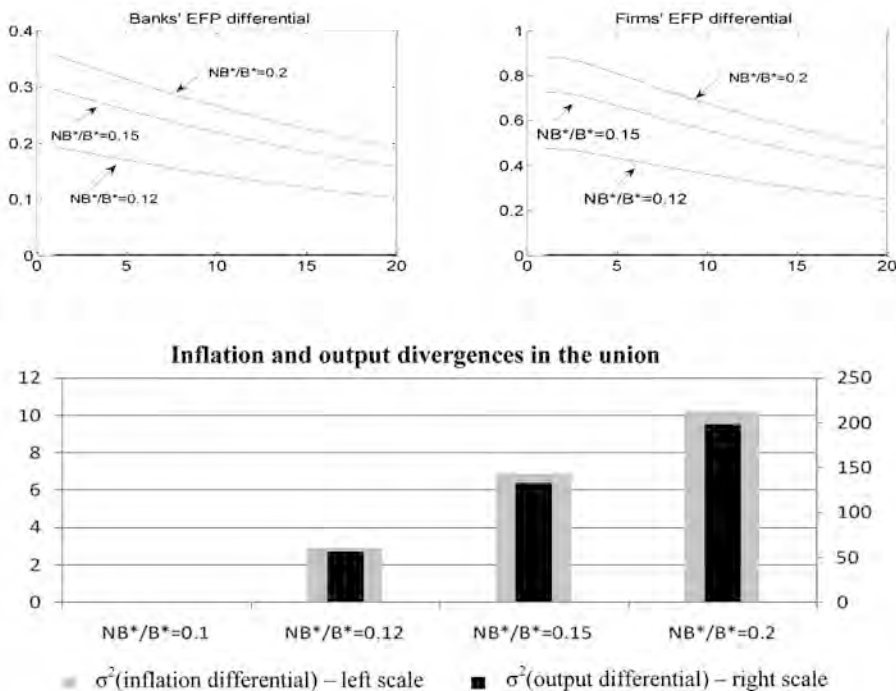 Banks' EFP differential
0.4
0.3
0.2
0.1
0
NB*/B*=0.2
NB*/B*=0.15
NB*/B*=0.12
0 5 10 15 20
Firms' EFP differential
1
0.8
0.6
0.4
0.2
0
NB*/B*=0.2
NB*/B*=0.15
NB*/B*=0.12
0 5 10 15 20
Inflation and output divergences in the union
12
10
8
6
4
2
0
250
200
150
100
50
0
NB*/B*=0.1 NB*/B*=0.12 NB*/B*=0.15 NB*/B*=0.2
σ²(inflation differential) – left scale
σ²(output differential) – right scale